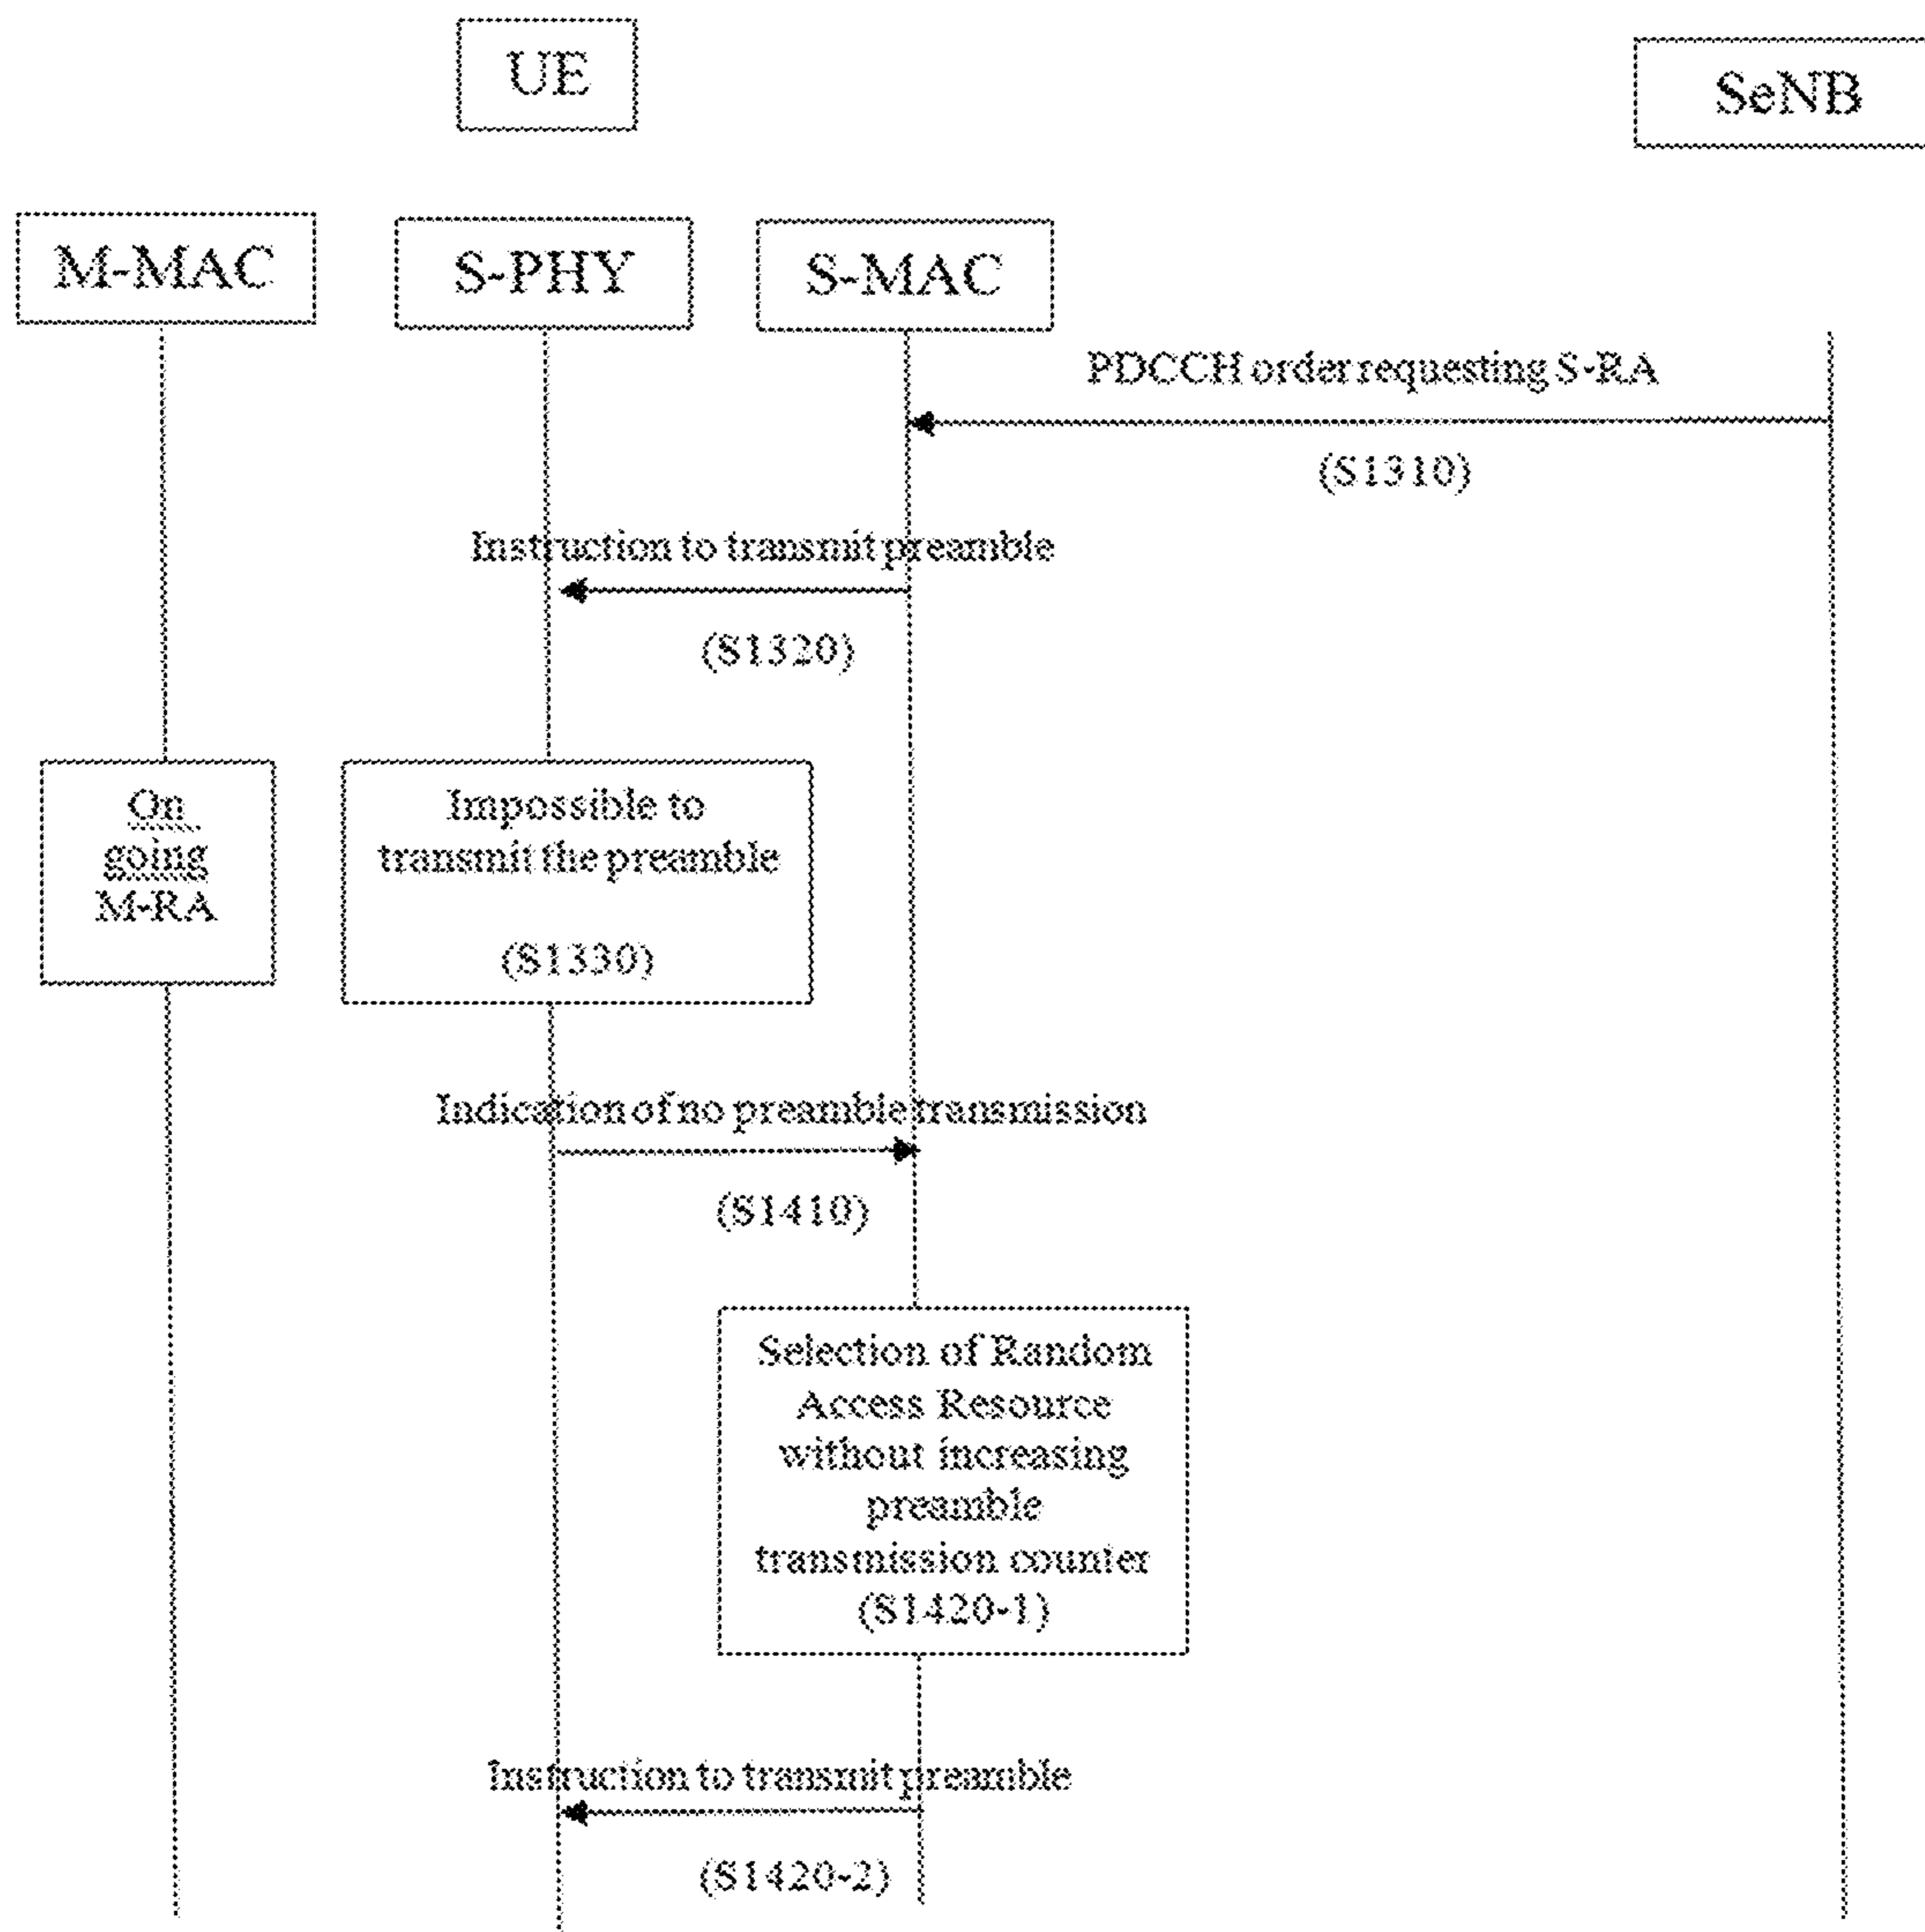 UE
SeNB
M-MAC
S-PHY
S-MAC
PDCCH order requesting S-RA
(S1310)
Instruction to transmit preamble
(S1320)
On
going
M-RA
Impossible to
transmit the preamble
(S1330)
Indication of no preamble transmission
(S1410)
Selection of Random
Access Resource
without increasing
preamble
transmission counter
(S1420-1)
Instruction to transmit preamble
(S1420-2)